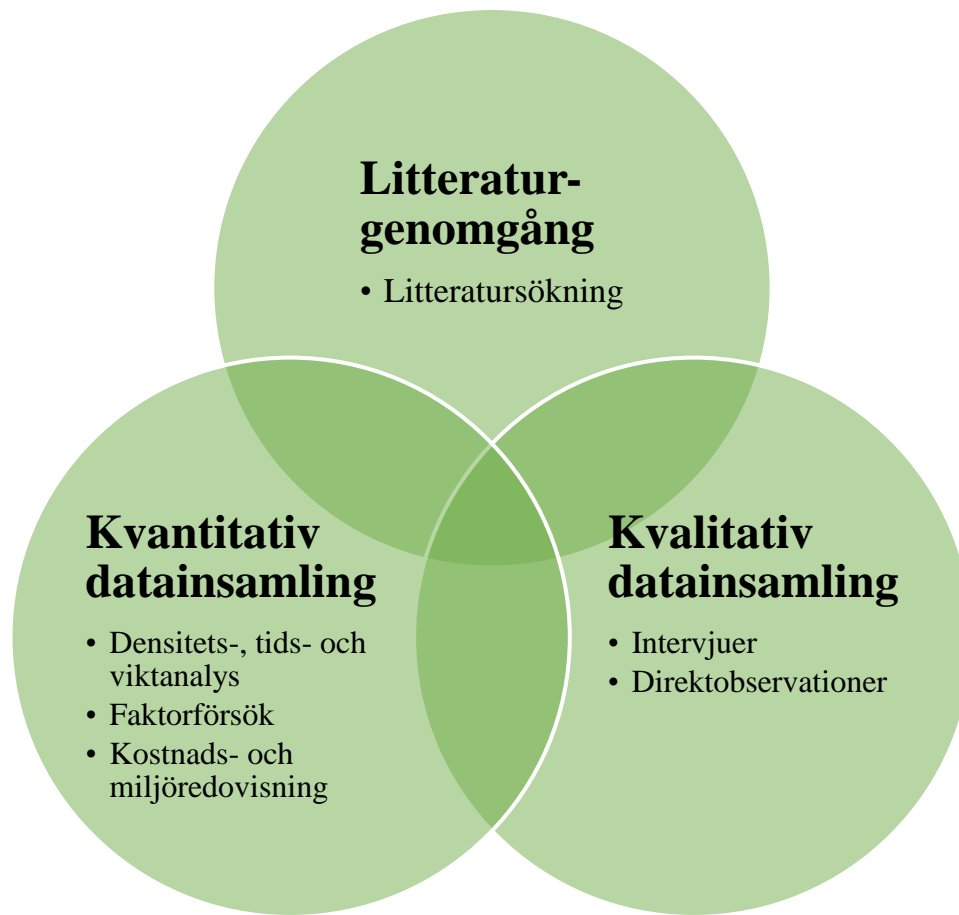 Litteratur-
genomgång
• Litteratursökning
Kvantitativ
datainsamling
• Densitets-, tids- och
viktanalys
• Faktorförsök
• Kostnads- och
miljöredovisning
Kvalitativ
datainsamling
• Intervjuer
• Direktobservationer